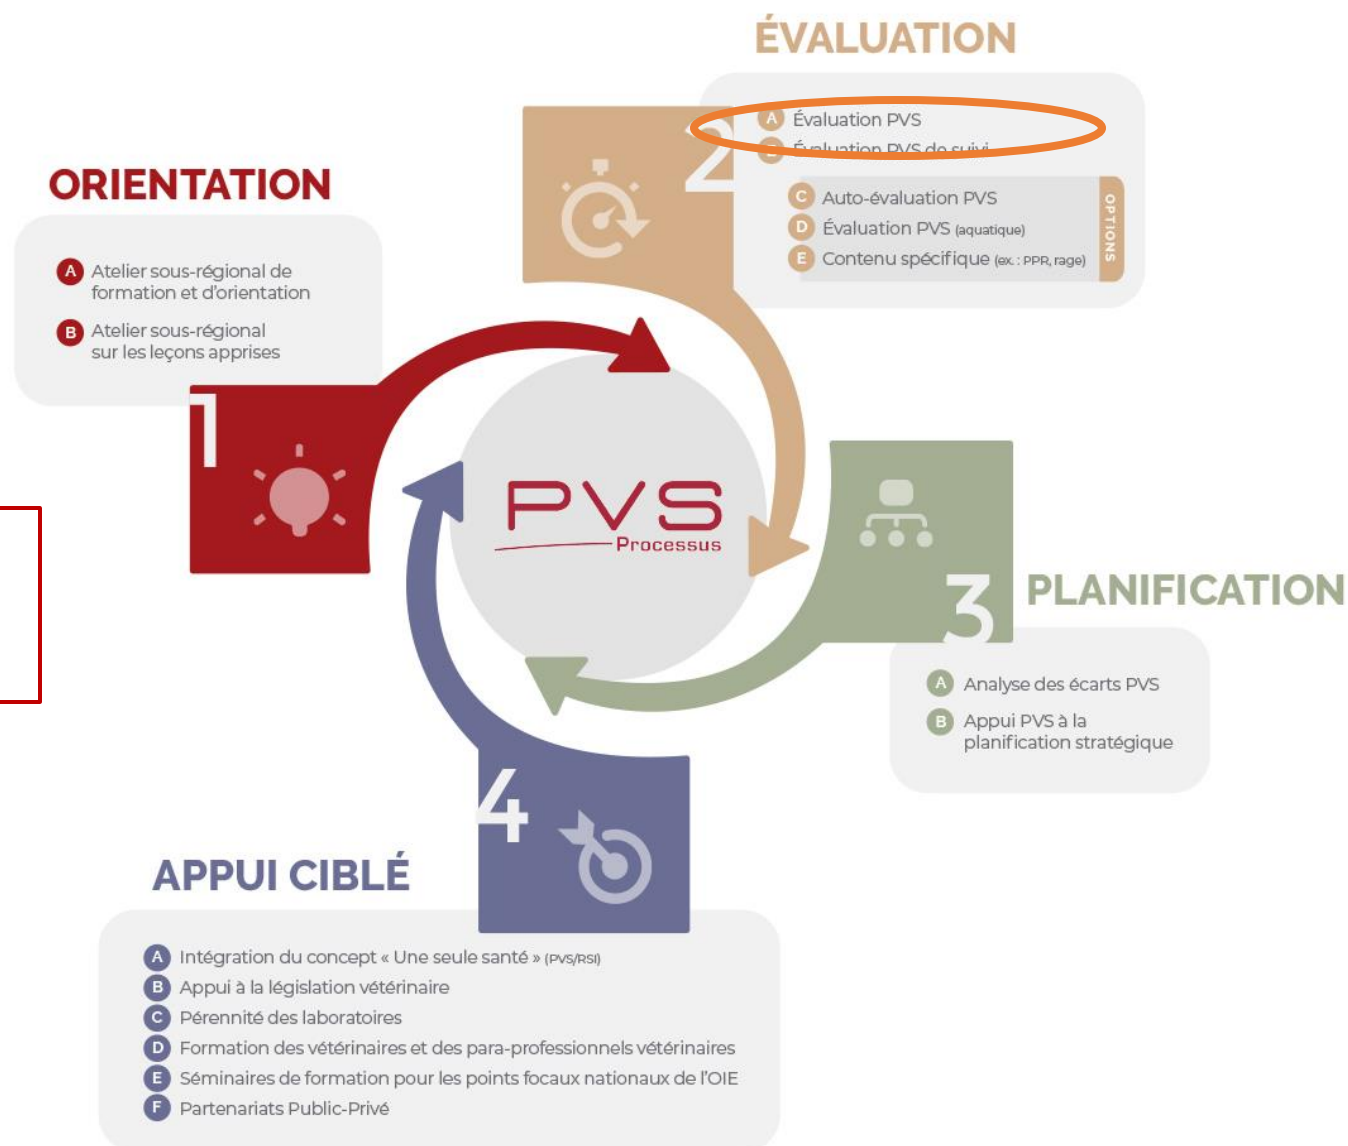 ORIENTATION
A Atelier sous-régional de
formation et d'orientation
B Atelier sous-régional
sur les leçons apprises
1
ÉVALUATION
2
A Évaluation PVS
B Évaluation PVS de suivi
C Auto-évaluation PVS
D Évaluation PVS (aquatique)
E Contenu spécifique (ex. : PPR, rage)
OPTIONS
PVS
Processus
3
PLANIFICATION
A Analyse des écarts PVS
B Appui PVS à la
planification stratégique
4
APPUI CIBLÉ
A Intégration du concept « Une seule santé » (PVS/RSI)
B Appui à la législation vétérinaire
C Pérennité des laboratoires
D Formation des vétérinaires et des para-professionnels vétérinaires
E Séminaires de formation pour les points focaux nationaux de l'OIE
F Partenariats Public-Privé